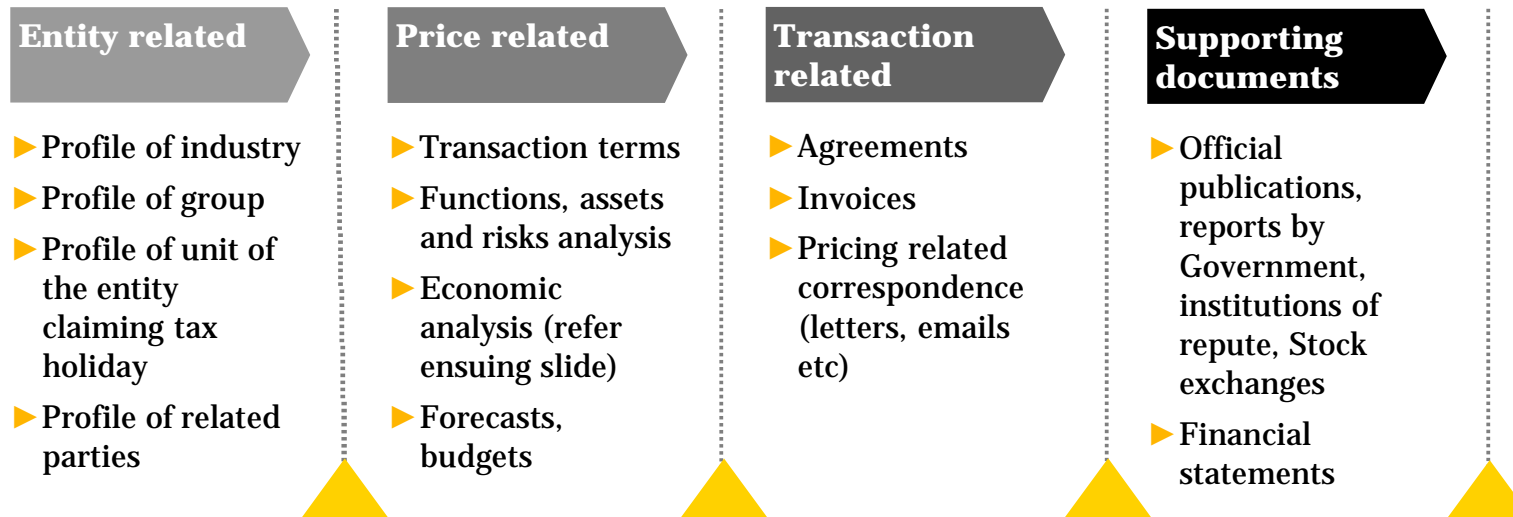 Entity related
► Profile of industry
► Profile of group
► Profile of unit of
the entity
claiming tax
holiday
► Profile of related
parties
Price related
► Transaction terms
► Functions, assets
and risks analysis
► Economic
analysis (refer
ensuing slide)
► Forecasts,
budgets
Transaction
related
► Agreements
► Invoices
► Pricing related
correspondence
(letters, emails
etc)
Supporting
documents
► Official
publications,
reports by
Government,
institutions of
repute, Stock
exchanges
► Financial
statements